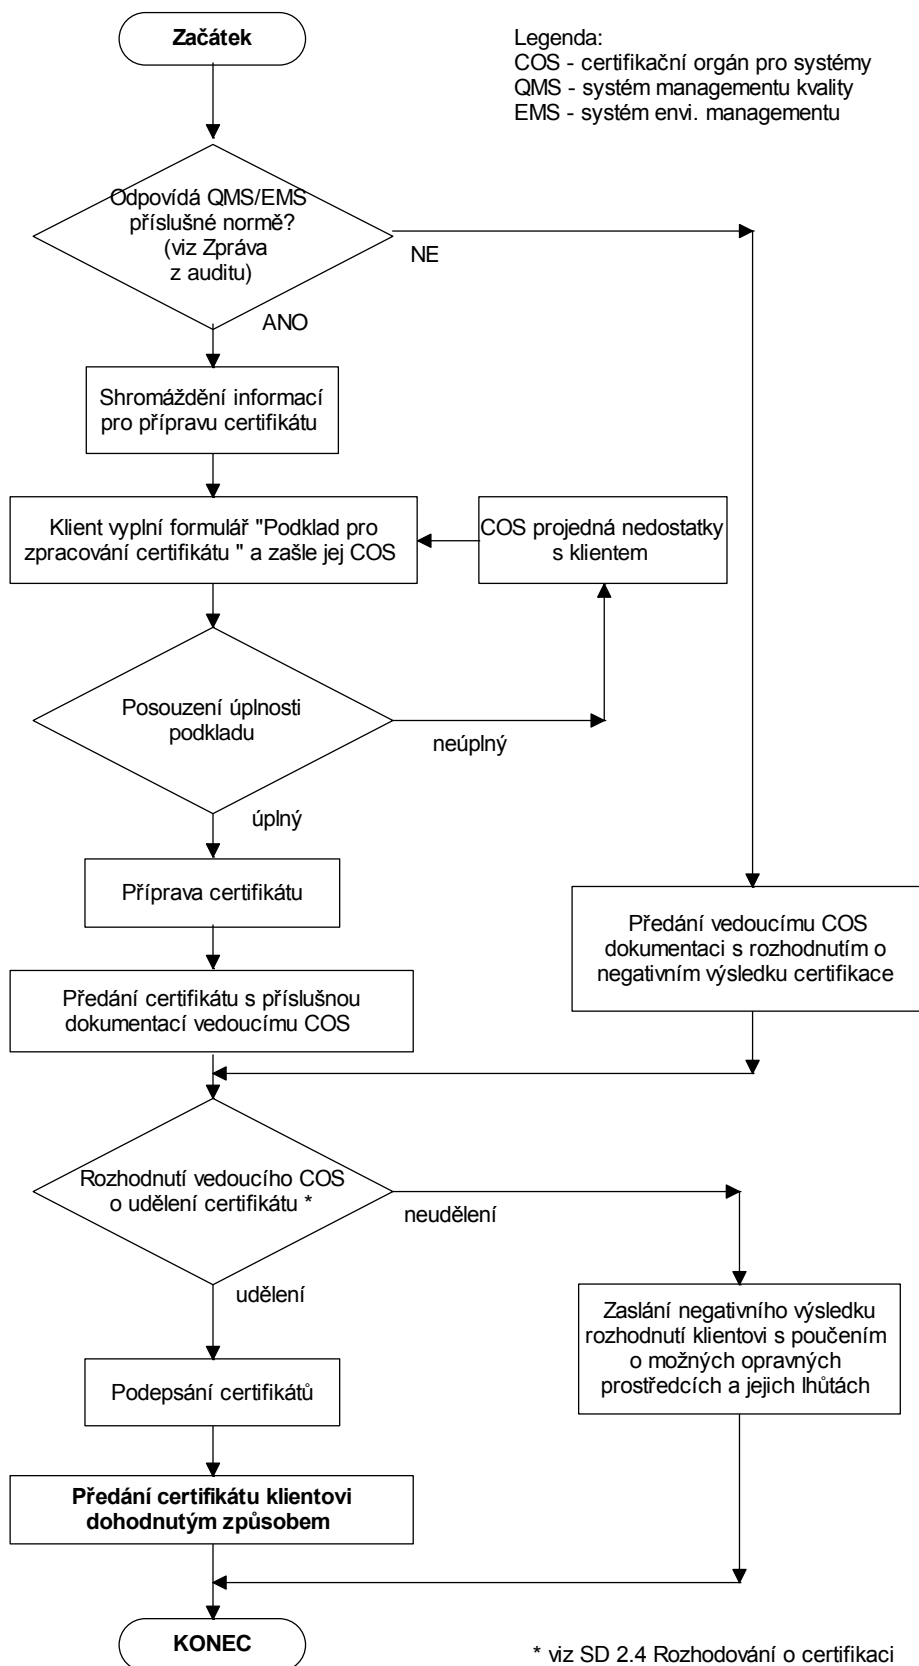 Začátek
Legenda:
COS - certifikační orgán pro systémy
QMS - systém managementu kvality
EMS - systém envi. managementu
Odpovídá QMS/EMS
příslušné normě?
(viz Zpráva
z auditu)
NE
ANO
Shromáždění informací
pro přípravu certifikátu
Klient vyplní formulář "Podklad pro
zpracování certifikátu " a zašle jej COS
COS projedná nedostatky
s klientem
Posouzení úplnosti
podkladu
neúplný
úplný
Příprava certifikátu
Předání vedoucímu COS
dokumentaci s rozhodnutím o
negativním výsledku certifikace
Předání certifikátu s příslušnou
dokumentací vedoucímu COS
Rozhodnutí vedoucího COS
o udělení certifikátu *
neudělení
udělení
Zaslání negativního výsledku
rozhodnutí klientovi s poučením
o možných opravných
prostředcích a jejich lhůtách
Podepsání certifikátů
Předání certifikátu klientovi
dohodnutým způsobem
KONEC
* viz SD 2.4 Rozhodování o certifikaci